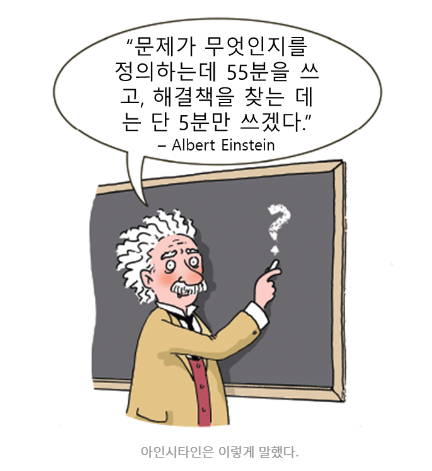 “문제가 무엇인지를
정의하는데 55분을 쓰
고, 해결책을 찾는 데
는 단 5분만 쓰겠다.”
– Albert Einstein
?
아인시타인은 이렇게 말했다.